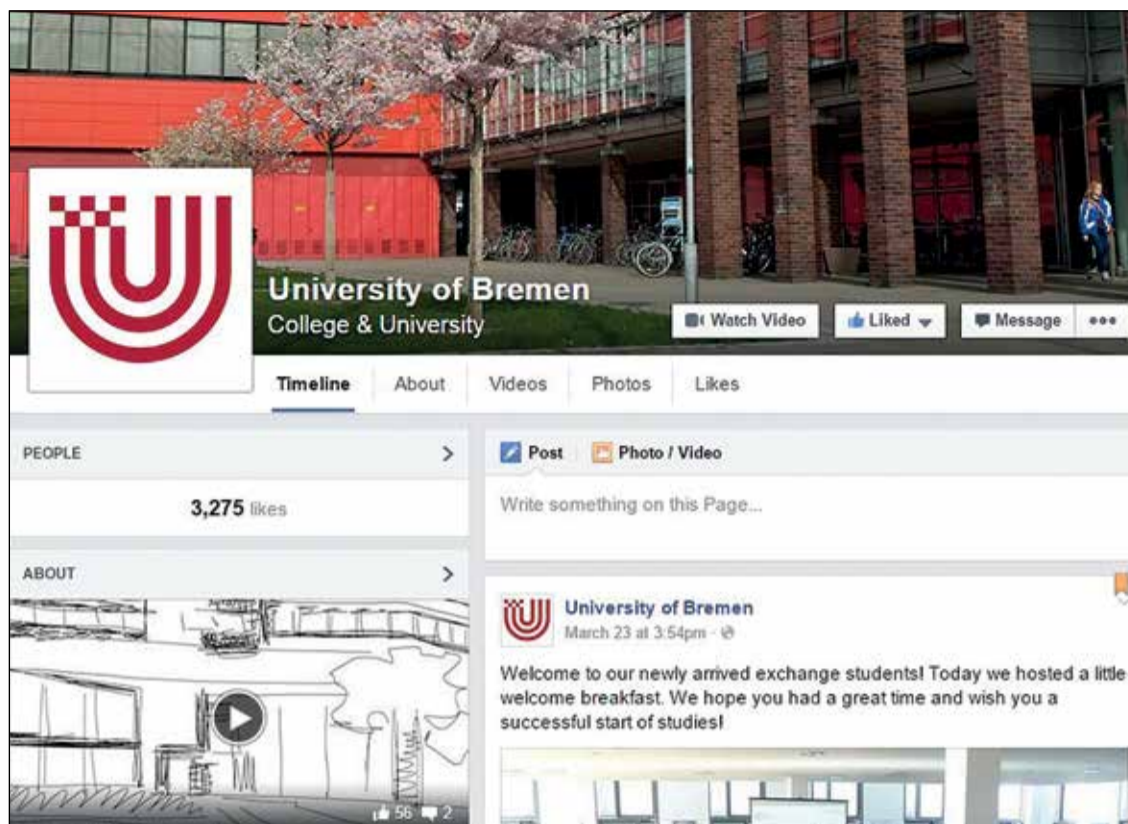 University of Bremen
College & University
Watch Video
Liked
Message
Timeline
About
Videos
Photos
Likes
PEOPLE
3,275 likes
ABOUT
56
2
Post
Photo / Video
Write something on this Page...
University of Bremen
March 23 at 3:54pm ·
Welcome to our newly arrived exchange students! Today we hosted a little
welcome breakfast. We hope you had a great time and wish you a
successful start of studies!